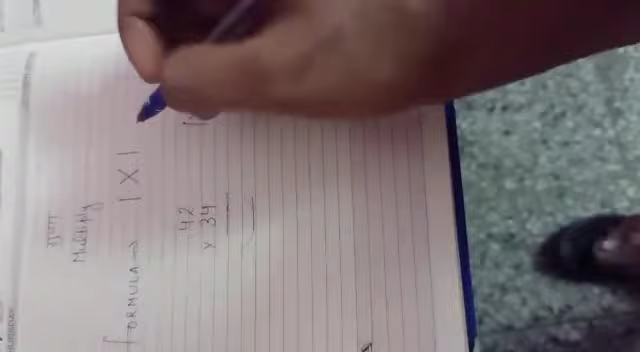 गुणा
Multiply
FORMULA → | X |
42
x 34